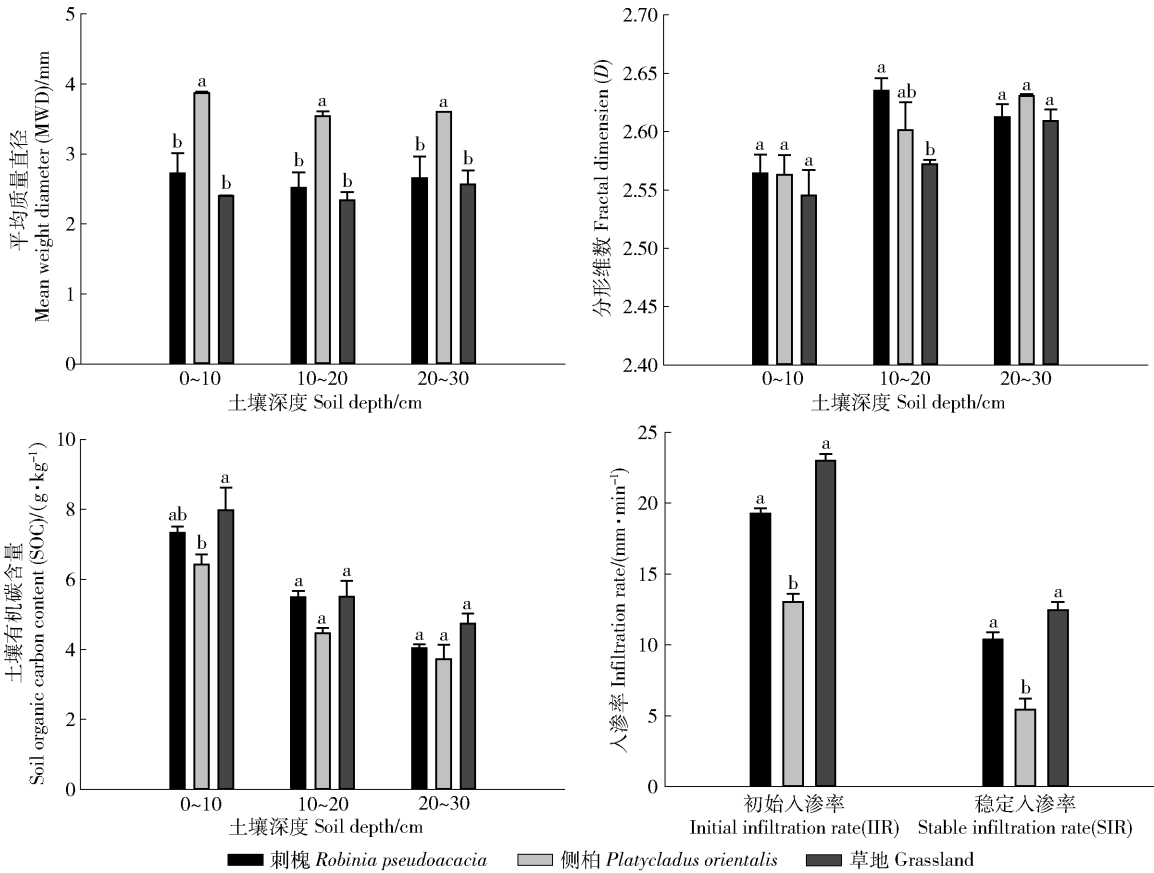 5
4
3
2
1
0
平均质量直径
Mean weight diameter (MWD)/mm
a
b
b
a
b
b
a
b
b
0~10
10~20
20~30
土壤深度 Soil depth/cm
2.70
2.65
2.60
2.55
2.50
2.45
2.40
分形维数 Fractal dimensien (D)
a
a
a
a
ab
b
a
a
a
0~10
10~20
20~30
土壤深度 Soil depth/cm
10
8
6
4
2
0
土壤有机碳含量
Soil organic carbon content (SOC)/(g·kg⁻¹)
ab
b
a
a
a
a
a
a
a
0~10
10~20
20~30
土壤深度 Soil depth/cm
25
20
15
10
5
0
入渗率 Infiltration rate/(mm·min⁻¹)
a
b
a
a
b
a
初始入渗率
Initial infiltration rate(IIR)
稳定入渗率
Stable infiltration rate(SIR)
刺槐 Robinia pseudoacacia
侧柏 Platycladus orientalis
草地 Grassland